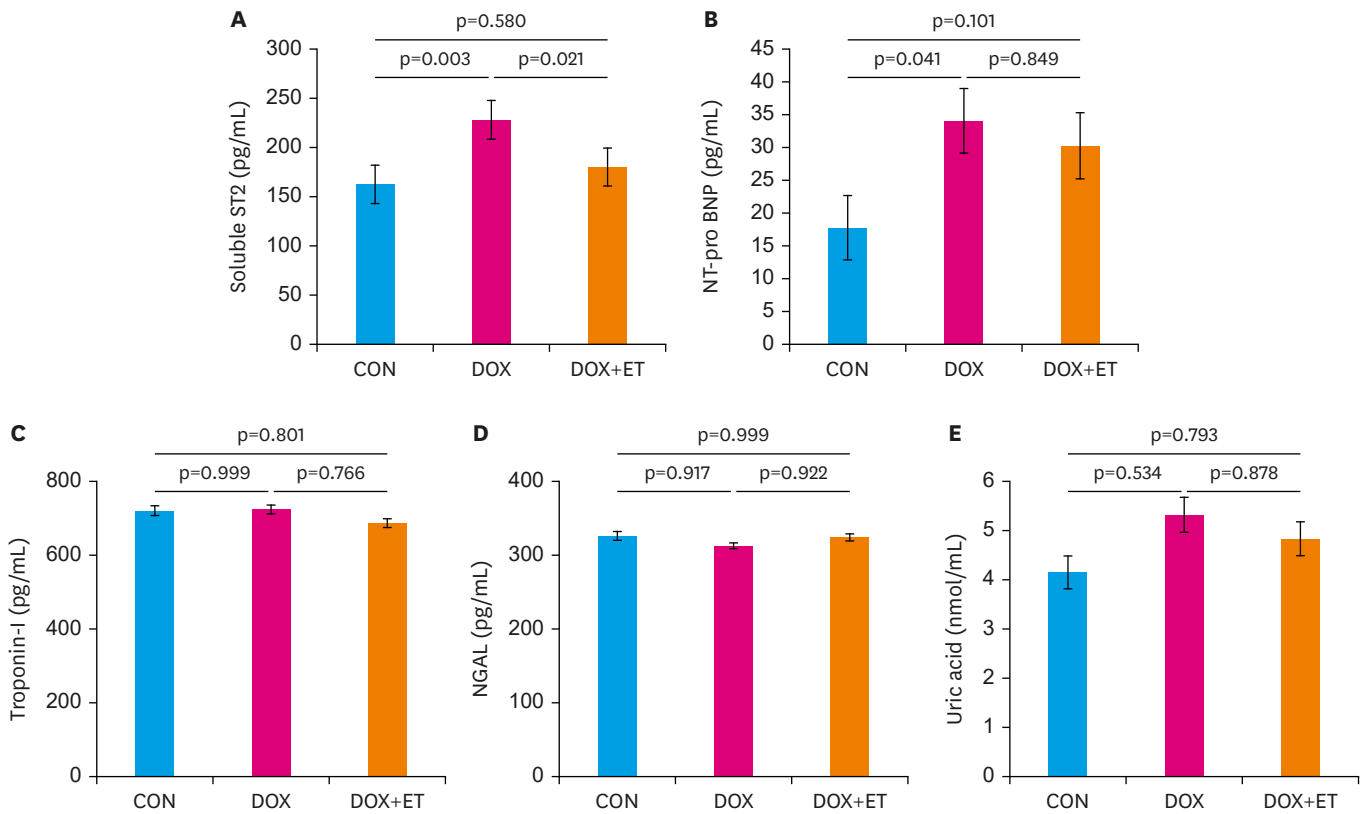 A
p=0.580
p=0.003 p=0.021
Soluble ST2 (pg/mL)
300
250
200
150
100
50
0
CON DOX DOX+ET
B
p=0.101
p=0.041 p=0.849
NT-pro BNP (pg/mL)
45
40
35
30
25
20
15
10
5
0
CON DOX DOX+ET
C
p=0.801
p=0.999 p=0.766
Troponin-I (pg/mL)
800
600
400
200
0
CON DOX DOX+ET
D
p=0.999
p=0.917 p=0.922
NGAL (pg/mL)
400
300
200
100
0
CON DOX DOX+ET
E
p=0.793
p=0.534 p=0.878
Uric acid (nmol/mL)
6
5
4
3
2
1
0
CON DOX DOX+ET